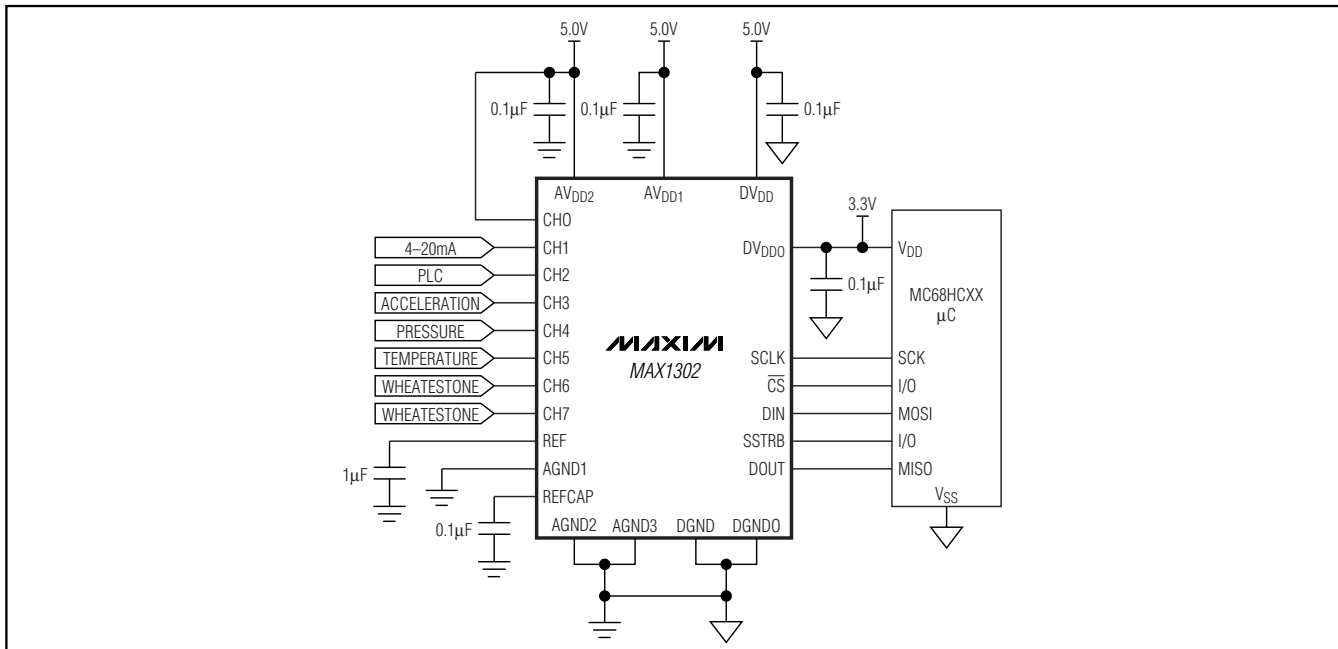 5.0V 5.0V 5.0V
0.1µF 0.1µF 0.1µF
AVDD2 AVDD1 DVDD
CH0
3.3V
4–20mA CH1 DVDDO VDD
PLC CH2
0.1µF
ACCELERATION CH3
MC68HCXX
µC
PRESSURE CH4
MAXIM
MAX1302
TEMPERATURE CH5 SCLK SCK
WHEATESTONE CH6 CS I/O
WHEATESTONE CH7 DIN MOSI
REF SSTRB I/O
1µF
AGND1 DOUT MISO
REFCAP
VSS
0.1µF
AGND2 AGND3 DGND DGNDO